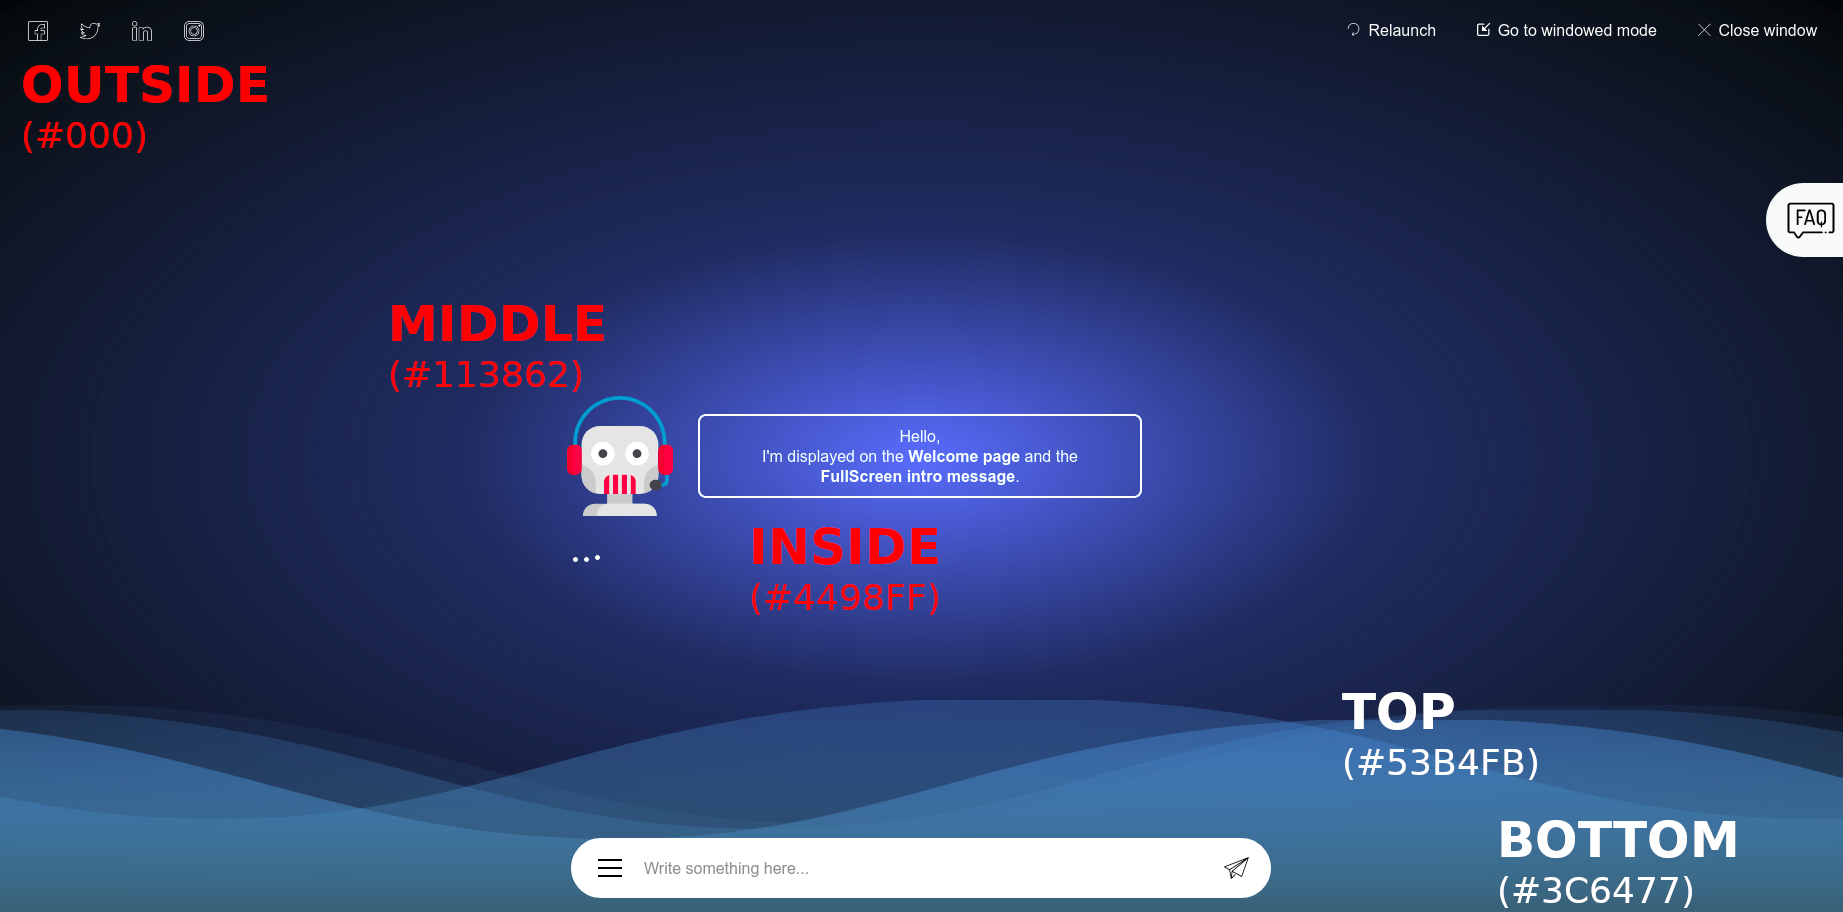 Relaunch
Go to windowed mode
Close window
OUTSIDE
(#000)
FAQ
MIDDLE
(#113862)
Hello,
I'm displayed on the Welcome page and the
FullScreen intro message.
INSIDE
(#4498FF)
TOP
(#53B4FB)
BOTTOM
(#3C6477)
Write something here...